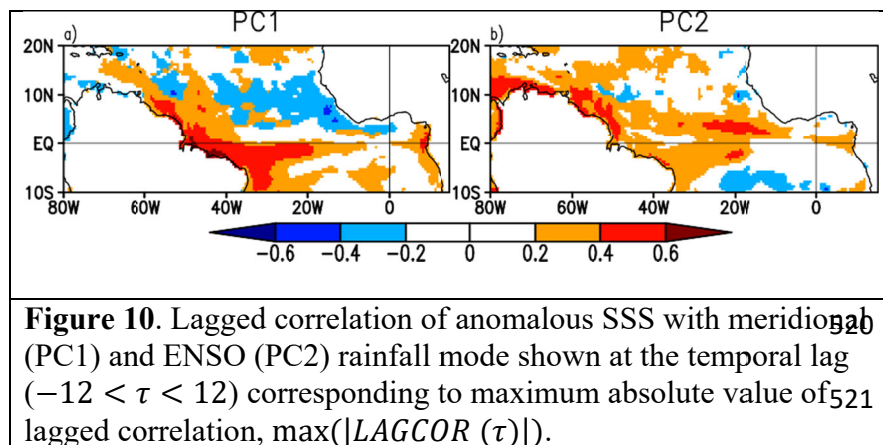 PC1 PC2
a) b)
20N 20N
10N 10N
EQ EQ
10S 10S
80W 60W 40W 20W 0 80W 60W 40W 20W 0
−0.6 −0.4 −0.2 0 0.2 0.4 0.6
Figure 10. Lagged correlation of anomalous SSS with meridional 520
(PC1) and ENSO (PC2) rainfall mode shown at the temporal lag
(−12 < τ < 12) corresponding to maximum absolute value of 521
lagged correlation, max(|LAGCOR (τ)|).